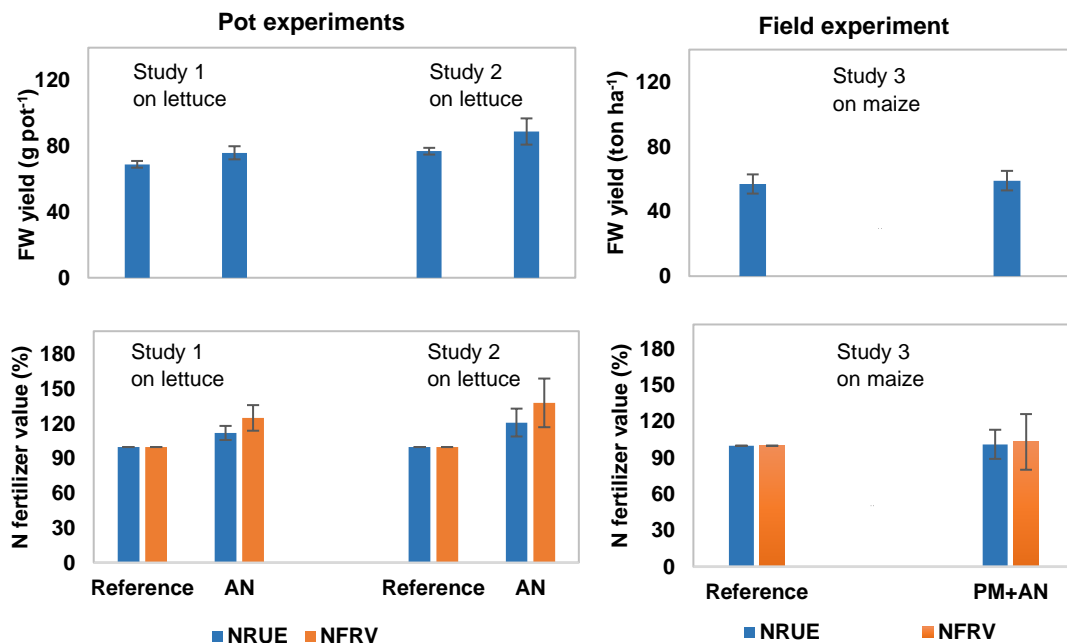 Pot experiments
FW yield (g pot⁻¹)
120
80
40
0
Study 1
on lettuce
Study 2
on lettuce
Field experiment
FW yield (ton ha⁻¹)
120
80
40
0
Study 3
on maize
N fertilizer value (%)
180
150
120
90
60
30
0
Study 1
on lettuce
Study 2
on lettuce
Reference AN Reference AN
NRUE NFRV
N fertilizer value (%)
180
150
120
90
60
30
0
Study 3
on maize
Reference PM+AN
NRUE NFRV